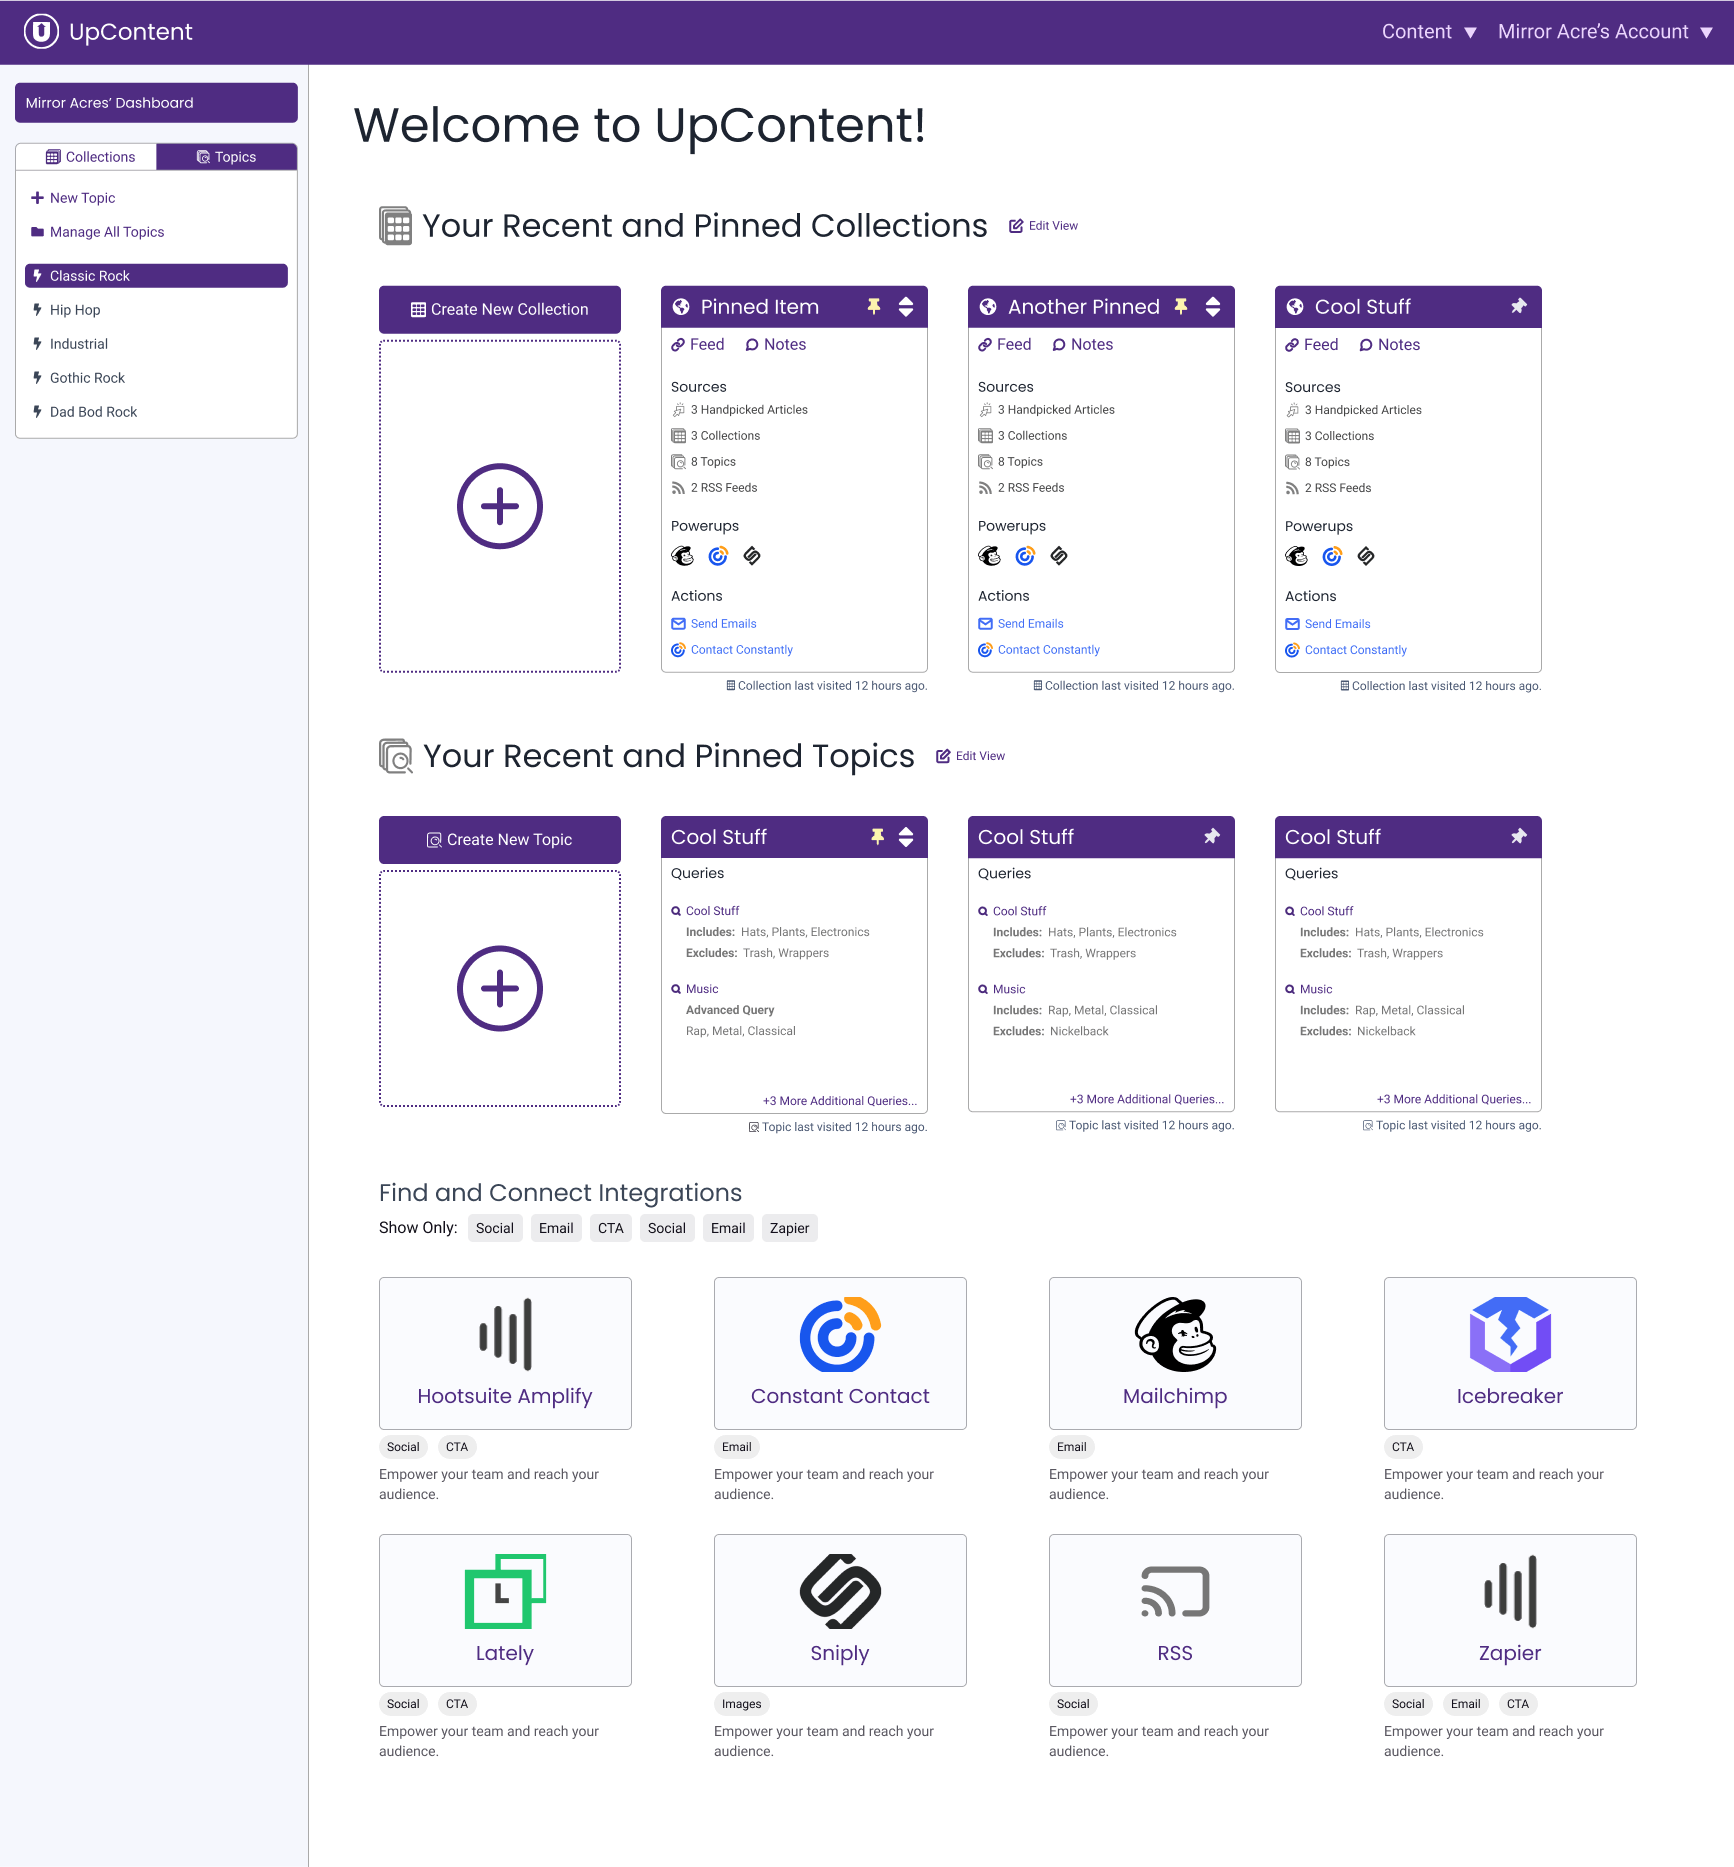 UpContent
Content ▼ Mirror Acre's Account ▼
Mirror Acres' Dashboard
Collections Topics
New Topic
Manage All Topics
Classic Rock
Hip Hop
Industrial
Gothic Rock
Dad Bod Rock
Welcome to UpContent!
Your Recent and Pinned Collections Edit View
Create New Collection
Pinned Item
Feed Notes
Sources
3 Handpicked Articles
3 Collections
8 Topics
2 RSS Feeds
Powerups
Actions
Send Emails
Contact Constantly
Collection last visited 12 hours ago.
Another Pinned
Feed Notes
Sources
3 Handpicked Articles
3 Collections
8 Topics
2 RSS Feeds
Powerups
Actions
Send Emails
Contact Constantly
Collection last visited 12 hours ago.
Cool Stuff
Feed Notes
Sources
3 Handpicked Articles
3 Collections
8 Topics
2 RSS Feeds
Powerups
Actions
Send Emails
Contact Constantly
Collection last visited 12 hours ago.
Your Recent and Pinned Topics Edit View
Create New Topic
Cool Stuff
Queries
Cool Stuff
Includes: Hats, Plants, Electronics
Excludes: Trash, Wrappers
Music
Advanced Query
Rap, Metal, Classical
+3 More Additional Queries...
Topic last visited 12 hours ago.
Cool Stuff
Queries
Cool Stuff
Includes: Hats, Plants, Electronics
Excludes: Trash, Wrappers
Music
Includes: Rap, Metal, Classical
Excludes: Nickelback
+3 More Additional Queries...
Topic last visited 12 hours ago.
Cool Stuff
Queries
Cool Stuff
Includes: Hats, Plants, Electronics
Excludes: Trash, Wrappers
Music
Includes: Rap, Metal, Classical
Excludes: Nickelback
+3 More Additional Queries...
Topic last visited 12 hours ago.
Find and Connect Integrations
Show Only: Social Email CTA Social Email Zapier
Hootsuite Amplify
Social CTA
Empower your team and reach your
audience.
Constant Contact
Email
Empower your team and reach your
audience.
Mailchimp
Email
Empower your team and reach your
audience.
Icebreaker
CTA
Empower your team and reach your
audience.
Lately
Social CTA
Empower your team and reach your
audience.
Sniply
Images
Empower your team and reach your
audience.
RSS
Social
Empower your team and reach your
audience.
Zapier
Social Email CTA
Empower your team and reach your
audience.